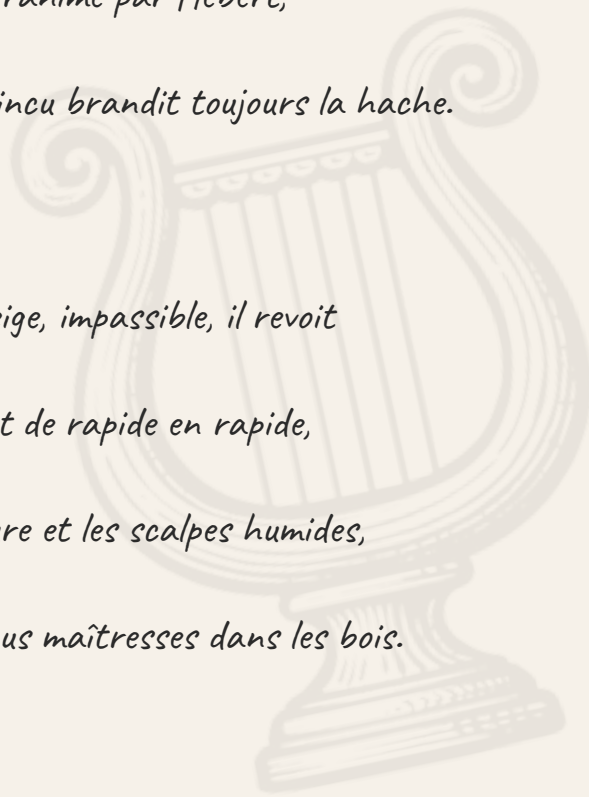 ranimé par Hébert,
incu brandit toujours la hache.
ige, impassible, il revoit
t de rapide en rapide,
re et les scalpes humides,
us maîtresses dans les bois.